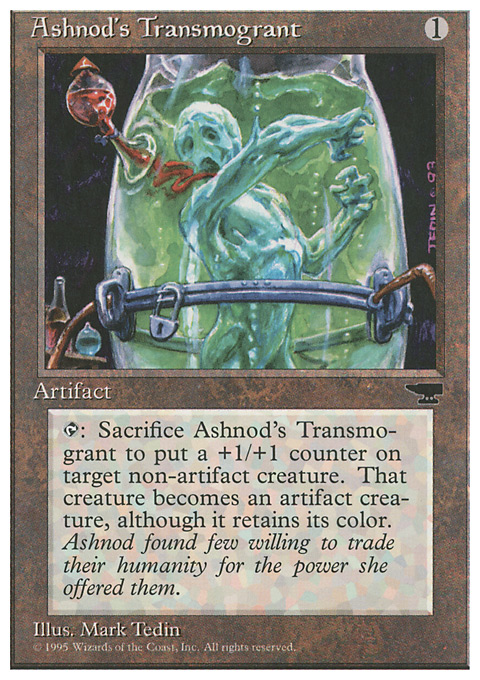 Ashnod's Transmogrant 1
TEDIN © 93
Artifact
T: Sacrifice Ashnod's Transmo-
grant to put a +1/+1 counter on
target non-artifact creature. That
creature becomes an artifact crea-
ture, although it retains its color.
Ashnod found few willing to trade
their humanity for the power she
offered them.
Illus. Mark Tedin
© 1995 Wizards of the Coast, Inc. All rights reserved.